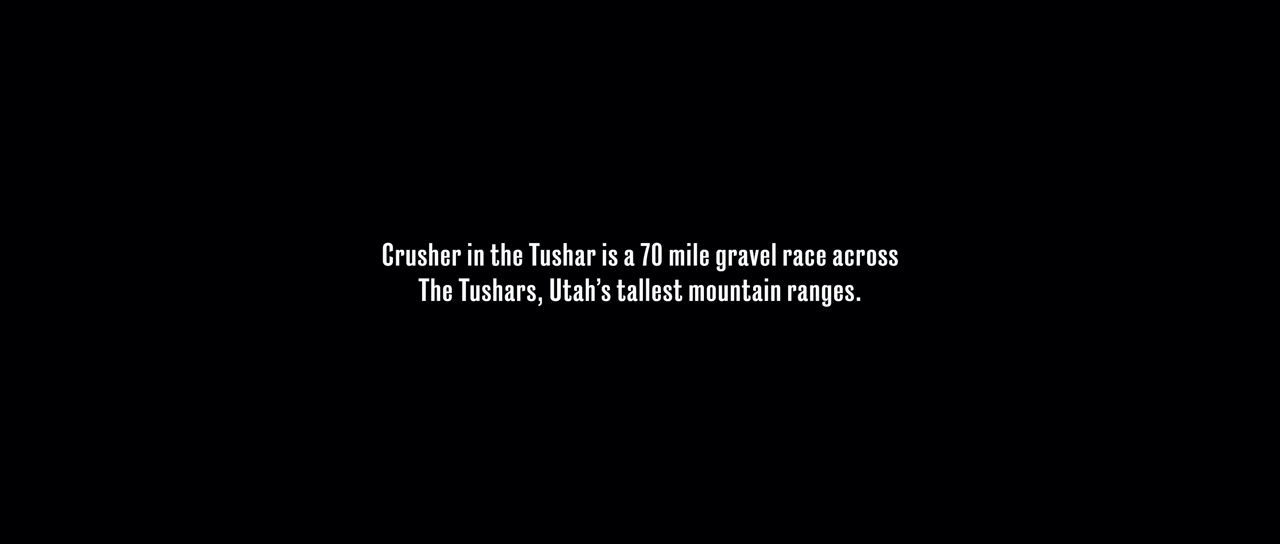 Crusher in the Tushar is a 70 mile gravel race across
The Tushars, Utah’s tallest mountain ranges.